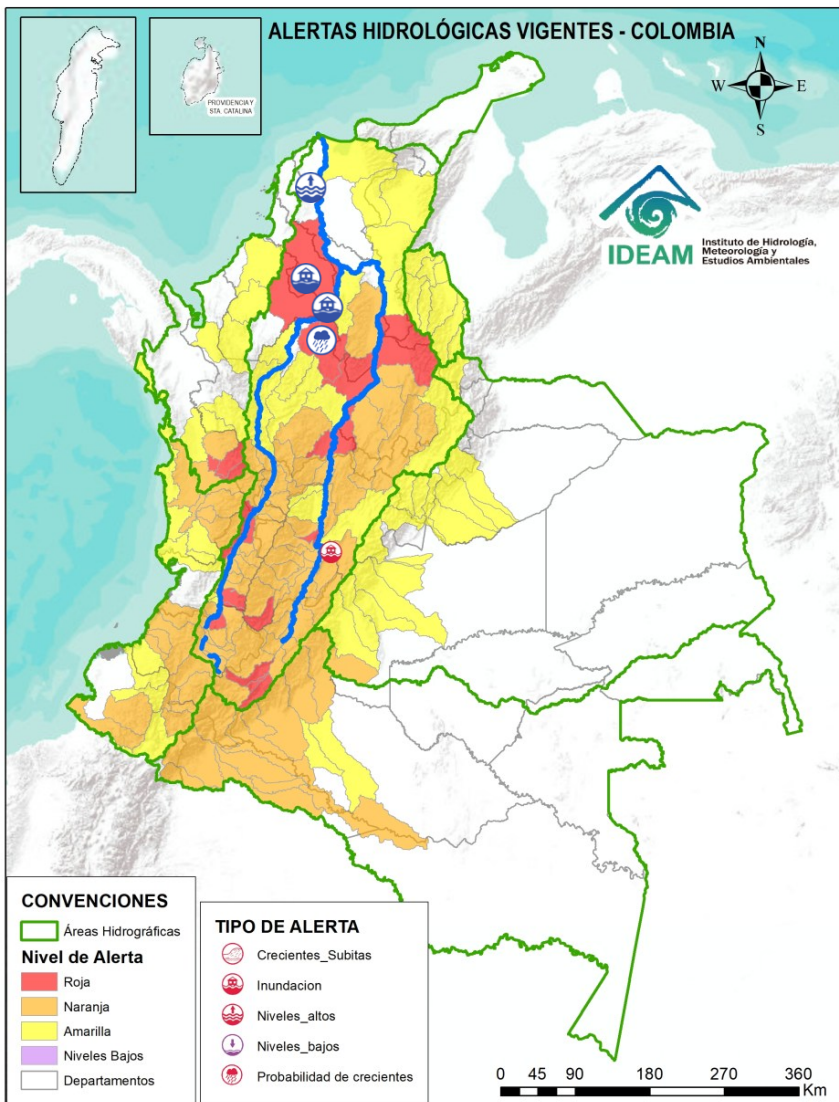 ALERTAS HIDROLÓGICAS VIGENTES - COLOMBIA
PROVIDENCIA Y
STA. CATALINA
N
W
E
S
IDEAM
Instituto de Hidrología,
Meteorología y
Estudios Ambientales
CONVENCIONES
Áreas Hidrográficas
Nivel de Alerta
Roja
Naranja
Amarilla
Niveles Bajos
Departamentos
TIPO DE ALERTA
Crecientes_Subitas
Inundacion
Niveles_altos
Niveles_bajos
Probabilidad de crecientes
0 45 90 180 270 360
Km